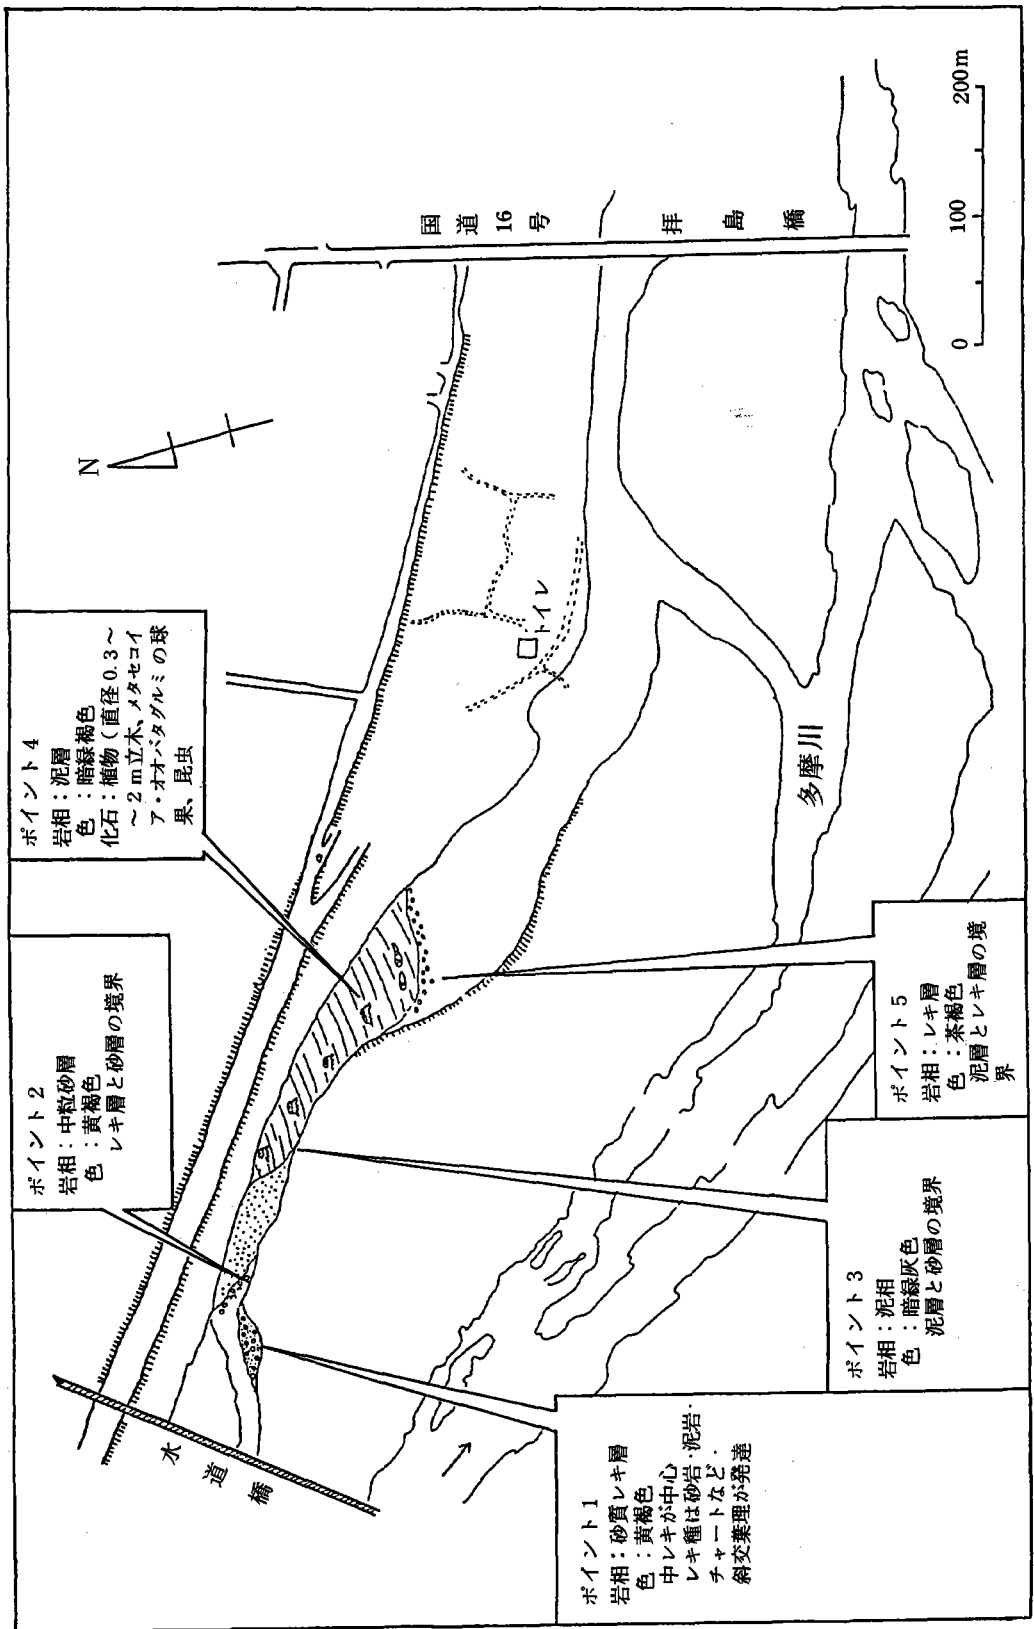 ポイント1
岩相：砂質レキ層
色：黄褐色
中レキが中心
レキ種は砂岩・泥岩・
チャートなど．
斜交葉理が発達
ポイント2
岩相：中粒砂層
色：黄褐色
レキ層と砂層の境界
ポイント3
岩相：泥相
色：暗緑灰色
泥層と砂層の境界
ポイント4
岩相：泥層
色：暗緑褐色
化石：植物（直径0.3〜
〜2m立木、メタセコイ
ア・オオバタグルミの球
果、昆虫
ポイント5
岩相：レキ層
色：茶褐色
泥層とレキ層の境
界
水道橋
N
トイレ
多摩川
国道16号
拝島橋
0 100 200m